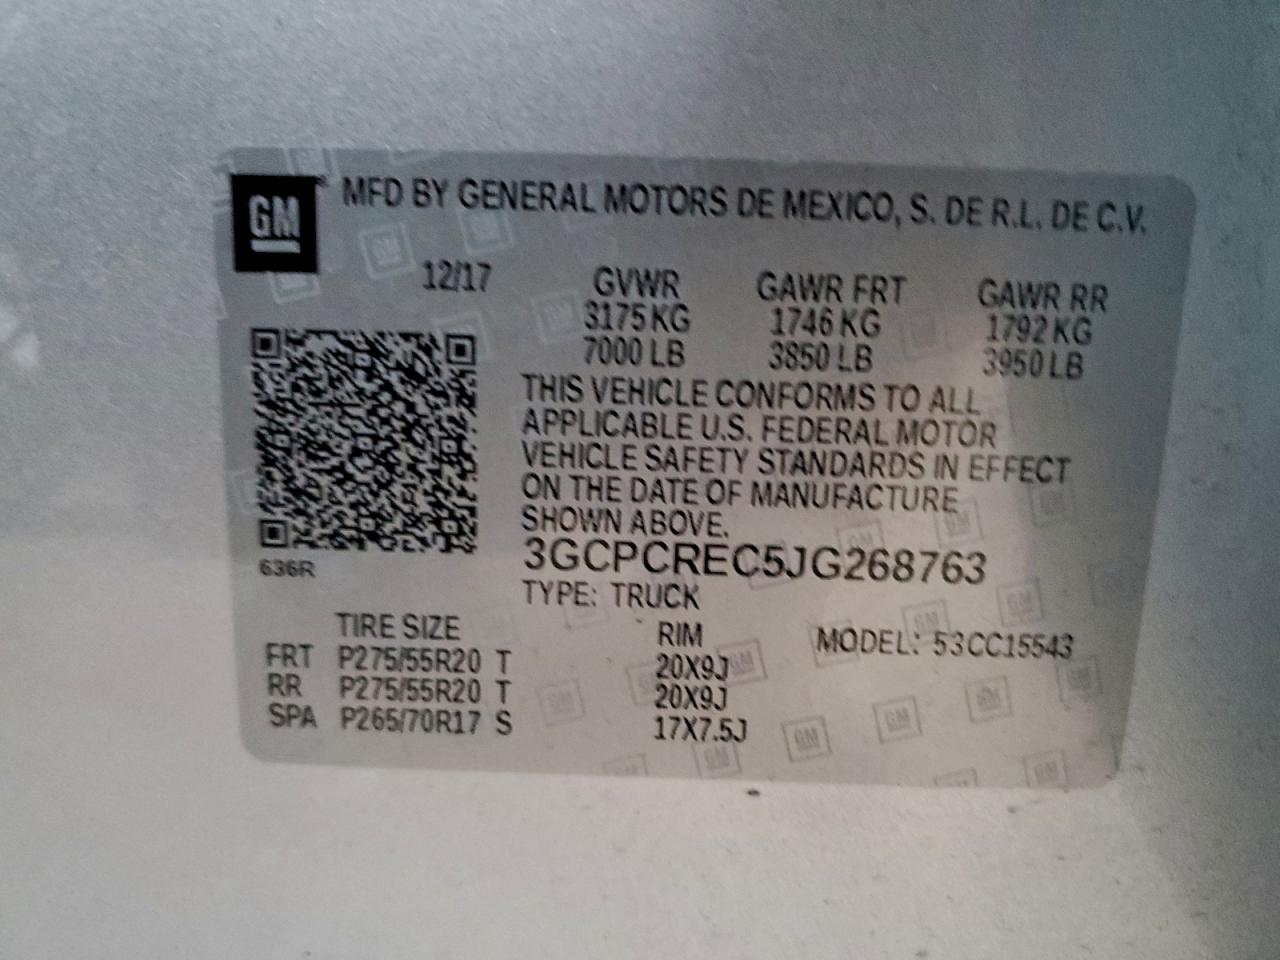 GM® MFD BY GENERAL MOTORS DE MEXICO, S. DE R.L. DE C.V.
12/17 GVWR GAWR FRT GAWR RR
3175 KG 1746 KG 1792 KG
7000 LB 3850 LB 3950 LB
THIS VEHICLE CONFORMS TO ALL
APPLICABLE U.S. FEDERAL MOTOR
VEHICLE SAFETY STANDARDS IN EFFECT
ON THE DATE OF MANUFACTURE
SHOWN ABOVE.
3GCPCREC5JG268763
636R
TYPE: TRUCK
TIRE SIZE RIM MODEL: 53CC15543
FRT P275/55R20 T 20X9J
RR P275/55R20 T 20X9J
SPA P265/70R17 S 17X7.5J